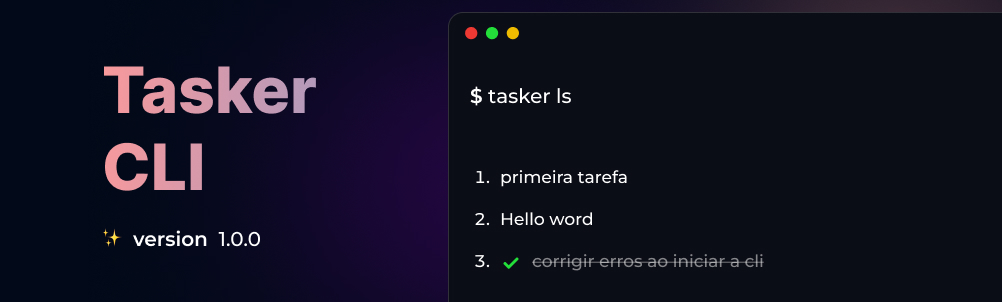 Tasker
CLI
✨ version 1.0.0
$ tasker ls
1. primeira tarefa
2. Hello word
3. ✓ corrigir erros ao iniciar a cli